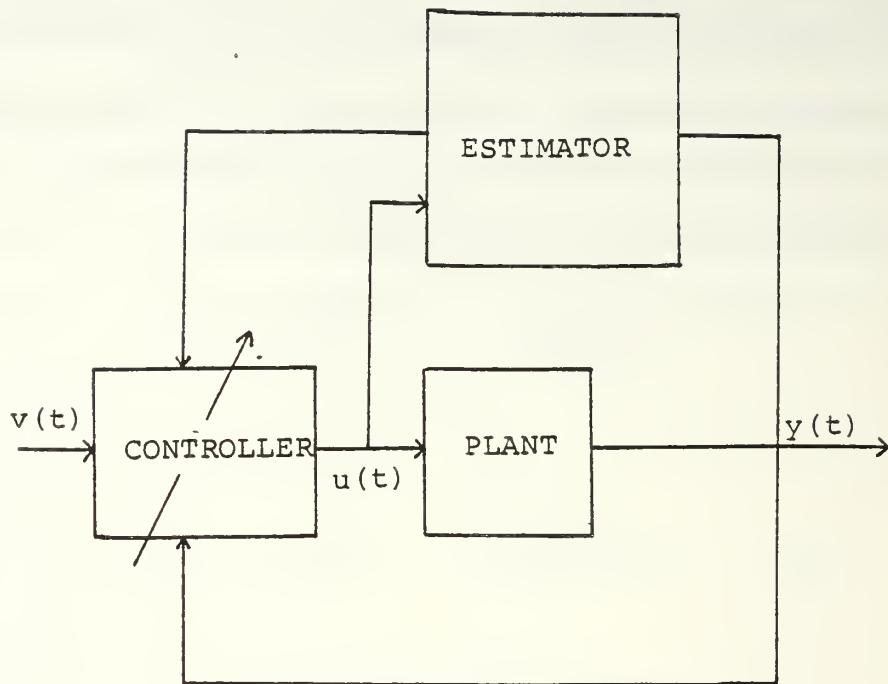 ESTIMATOR
v(t)
CONTROLLER
u(t)
PLANT
y(t)